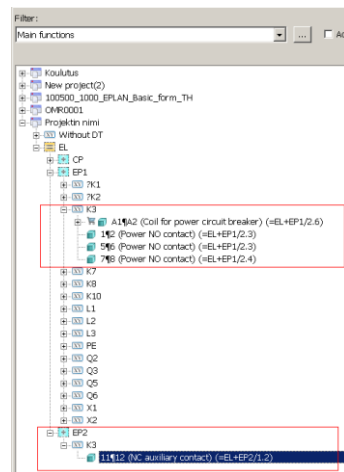 Filter:
Main functions
...
Koulutus
New project(2)
100500_1000_EPLAN_Basic_form_TH
OMR0001
Projektin nimi
Without DT
EL
CP
EP1
?K1
?K2
K3
A1¶A2 (Coil for power circuit breaker) (=EL+EP1/2.6)
1¶2 (Power NO contact) (=EL+EP1/2.3)
5¶6 (Power NO contact) (=EL+EP1/2.3)
7¶8 (Power NO contact) (=EL+EP1/2.4)
K7
K8
K10
L1
L2
L3
PE
Q2
Q3
Q5
Q6
X1
X2
EP2
K3
11¶12 (NC auxiliary contact) (=EL+EP2/1.2)